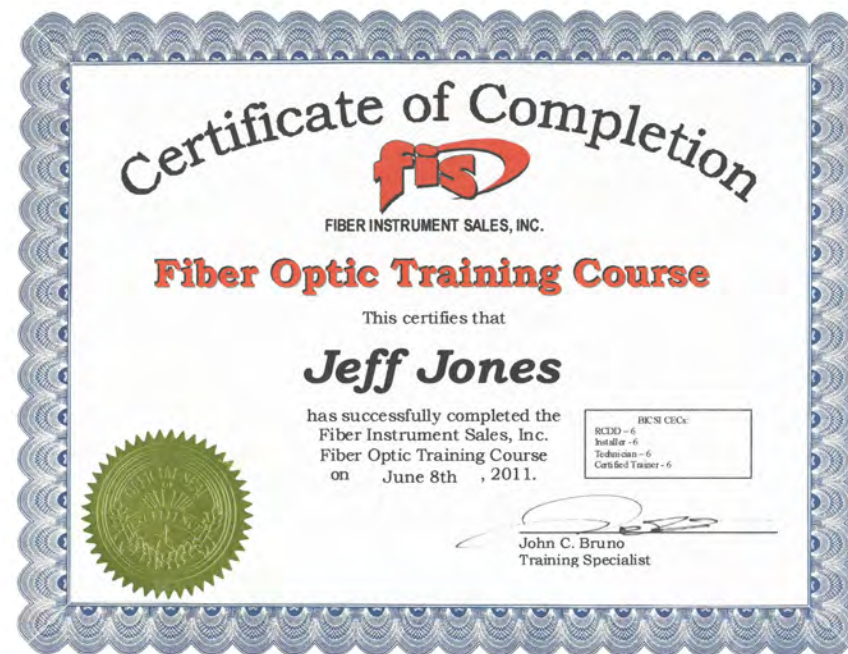 Certificate of Completion
fis
FIBER INSTRUMENT SALES, INC.
Fiber Optic Training Course
This certifies that
Jeff Jones
has successfully completed the
Fiber Instrument Sales, Inc.
Fiber Optic Training Course
on June 8th , 2011.
BICSI CECs:
RCDD – 6
Installer - 6
Technician – 6
Certified Trainer - 6
John C. Bruno
Training Specialist